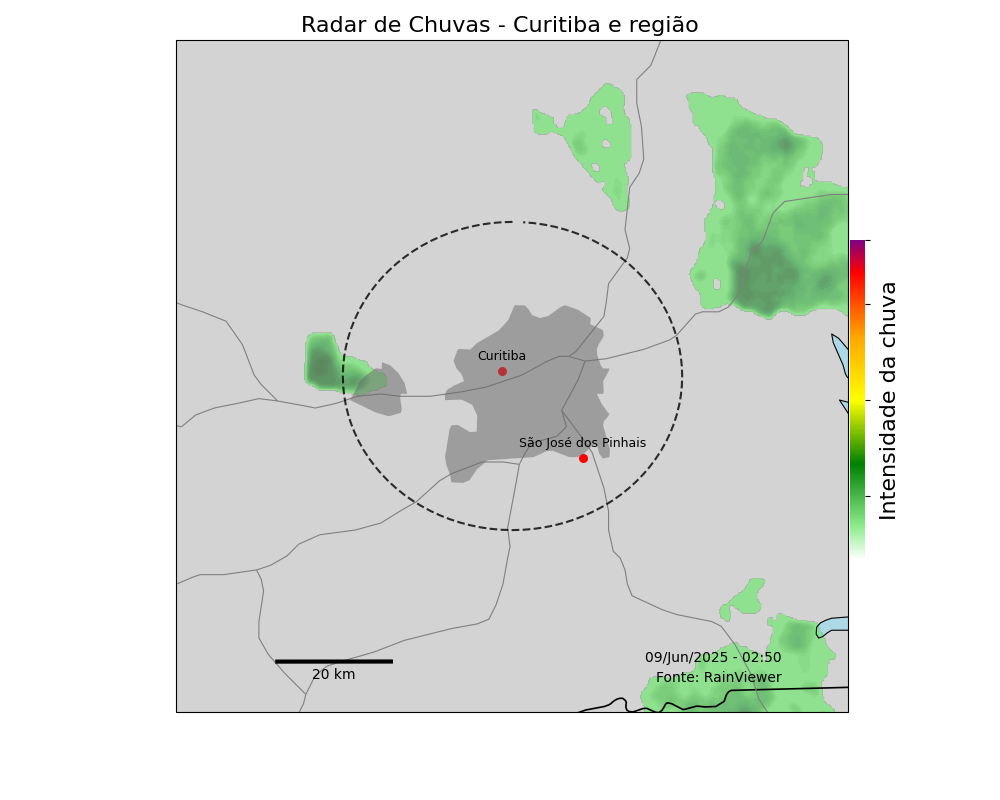 Radar de Chuvas - Curitiba e região
Curitiba
São José dos Pinhais
Intensidade da chuva
09/Jun/2025 - 02:50
Fonte: RainViewer
20 km